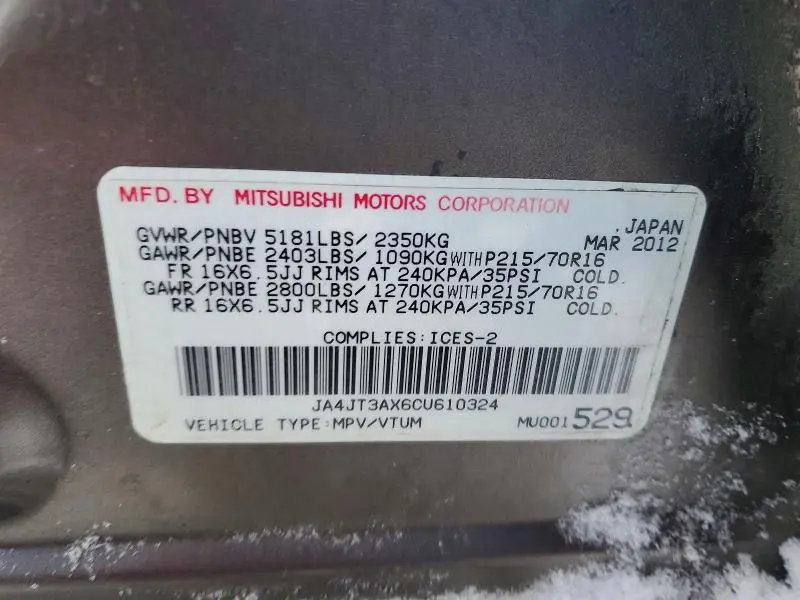 MFD. BY MITSUBISHI MOTORS CORPORATION
.JAPAN
GVWR/PNBV 5181LBS/ 2350KG MAR 2012
GAWR/PNBE 2403LBS/ 1090KG WITH P215/70R16
FR 16X6.5JJ RIMS AT 240KPA/35PSI COLD.
GAWR/PNBE 2800LBS/ 1270KG WITH P215/70R16
RR 16X6.5JJ RIMS AT 240KPA/35PSI COLD.
COMPLIES:ICES-2
JA4JT3AX6CU610324
VEHICLE TYPE:MPV/VTUM MU001529